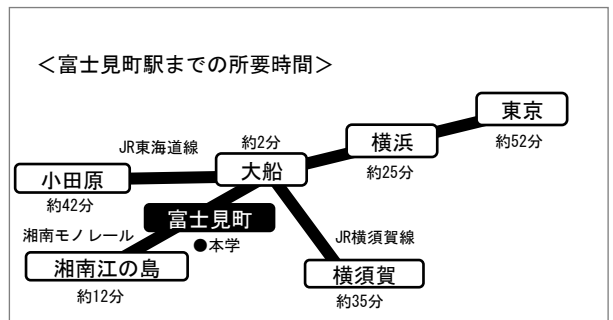 ＜富士見町駅までの所要時間＞
東京
約52分
横浜
約25分
JR東海道線
約2分
大船
小田原
約42分
富士見町
●本学
湘南モノレール
JR横須賀線
湘南江の島
約12分
横須賀
約35分